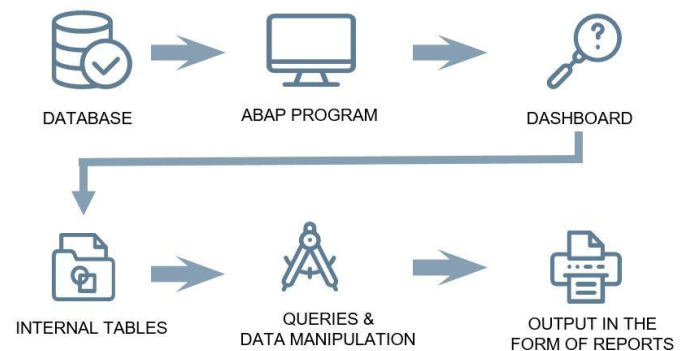 ?
DATABASE
ABAP PROGRAM
DASHBOARD
INTERNAL TABLES
QUERIES &
DATA MANIPULATION
OUTPUT IN THE
FORM OF REPORTS